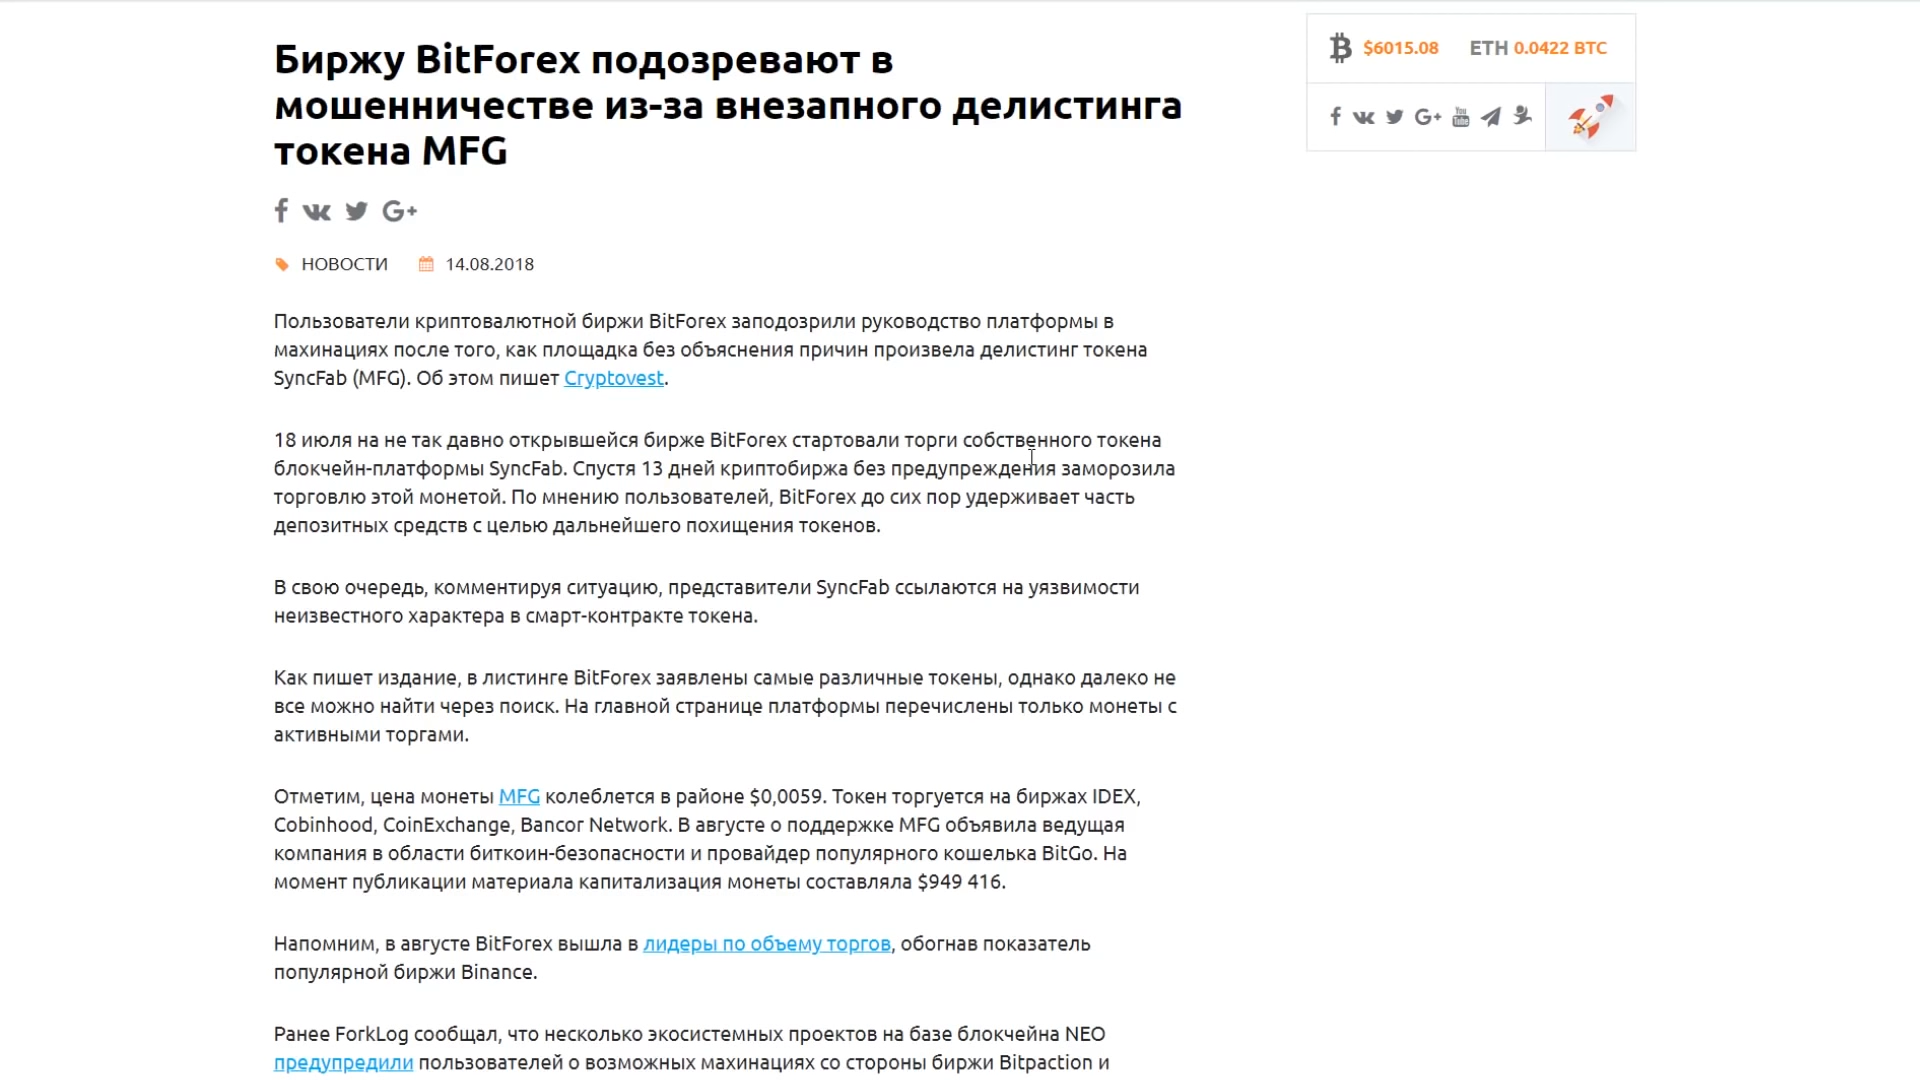 Биржу BitForex подозревают в
мошенничестве из-за внезапного делистинга
токена MFG
НОВОСТИ 14.08.2018
Пользователи криптовалютной биржи BitForex заподозрили руководство платформы в
махинациях после того, как площадка без объяснения причин произвела делистинг токена
SyncFab (MFG). Об этом пишет Cryptovest.
18 июля на не так давно открывшейся бирже BitForex стартовали торги собственного токена
блокчейн-платформы SyncFab. Спустя 13 дней криптобиржа без предупреждения заморозила
торговлю этой монетой. По мнению пользователей, BitForex до сих пор удерживает часть
депозитных средств с целью дальнейшего похищения токенов.
В свою очередь, комментируя ситуацию, представители SyncFab ссылаются на уязвимости
неизвестного характера в смарт-контракте токена.
Как пишет издание, в листинге BitForex заявлены самые различные токены, однако далеко не
все можно найти через поиск. На главной странице платформы перечислены только монеты с
активными торгами.
Отметим, цена монеты MFG колеблется в районе $0,0059. Токен торгуется на биржах IDEX,
Cobinhood, CoinExchange, Bancor Network. В августе о поддержке MFG объявила ведущая
компания в области биткоин-безопасности и провайдер популярного кошелька BitGo. На
момент публикации материала капитализация монеты составляла $949 416.
Напомним, в августе BitForex вышла в лидеры по объему торгов, обогнав показатель
популярной биржи Binance.
Ранее ForkLog сообщал, что несколько экосистемных проектов на базе блокчейна NEO
предупредили пользователей о возможных махинациях со стороны биржи Bitpaction и
$6015.08 ETH 0.0422 BTC